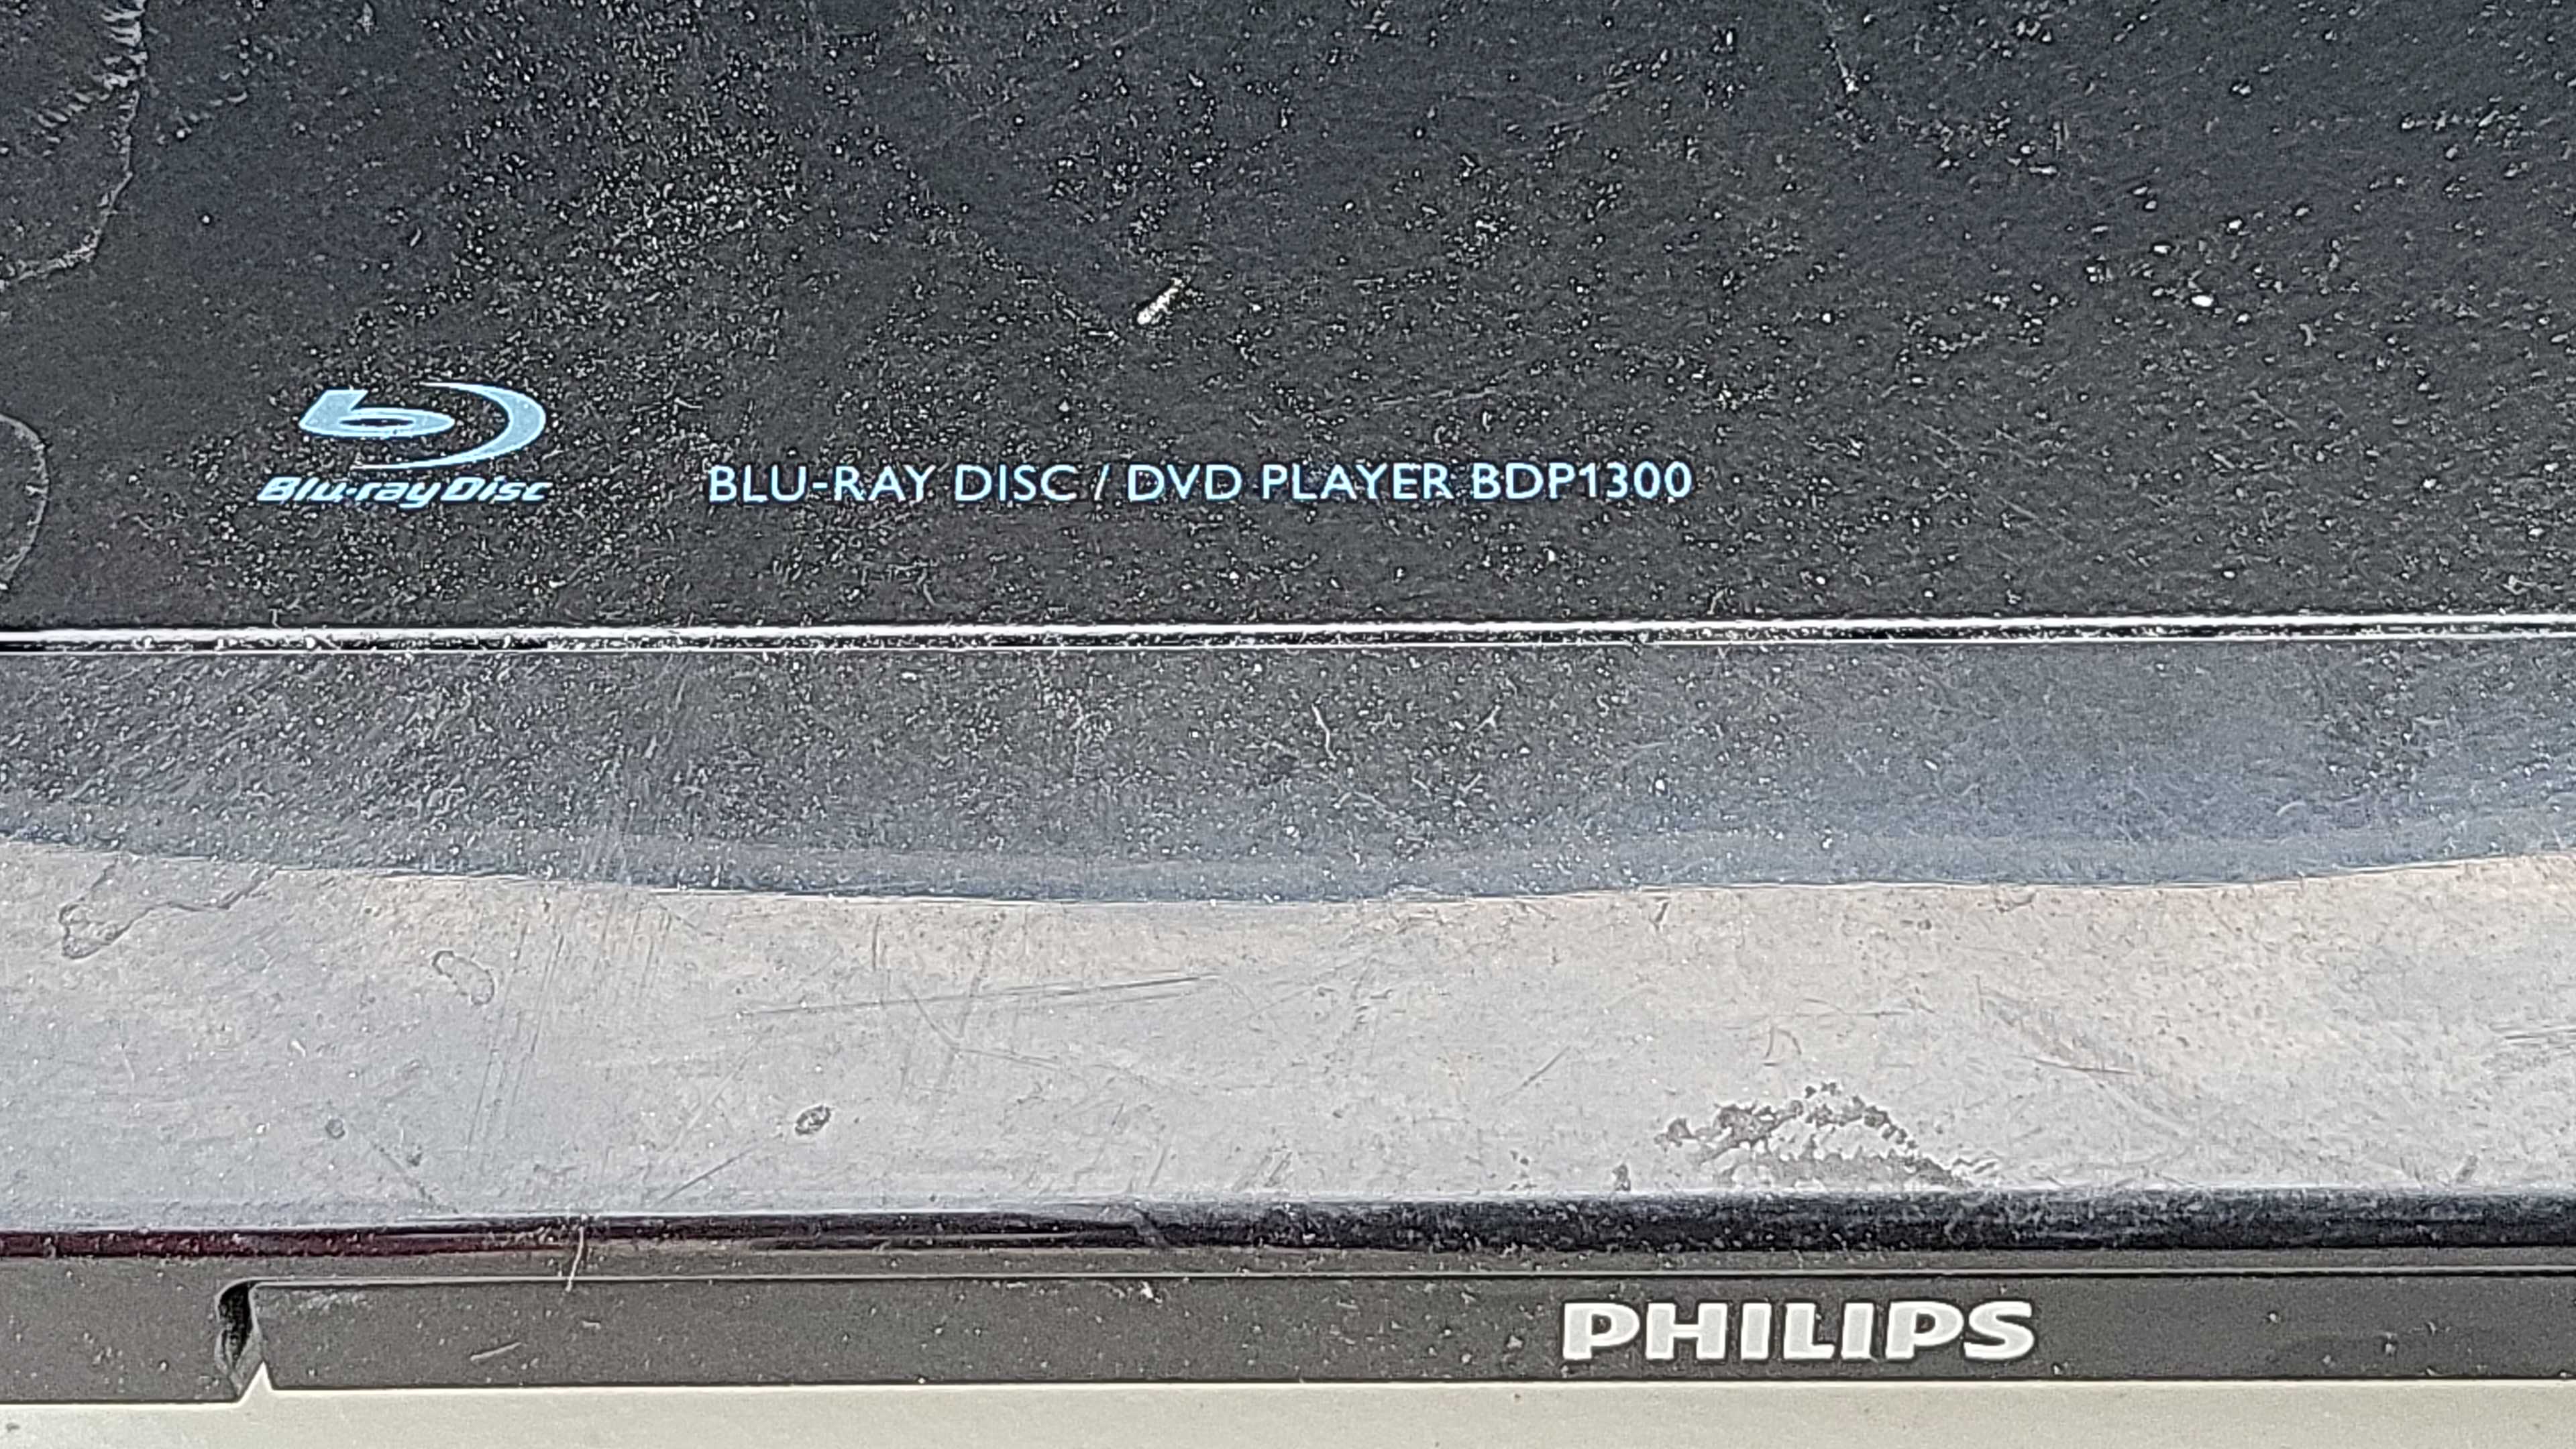 Blu-ray Disc
BLU-RAY DISC / DVD PLAYER BDP1300
PHILIPS